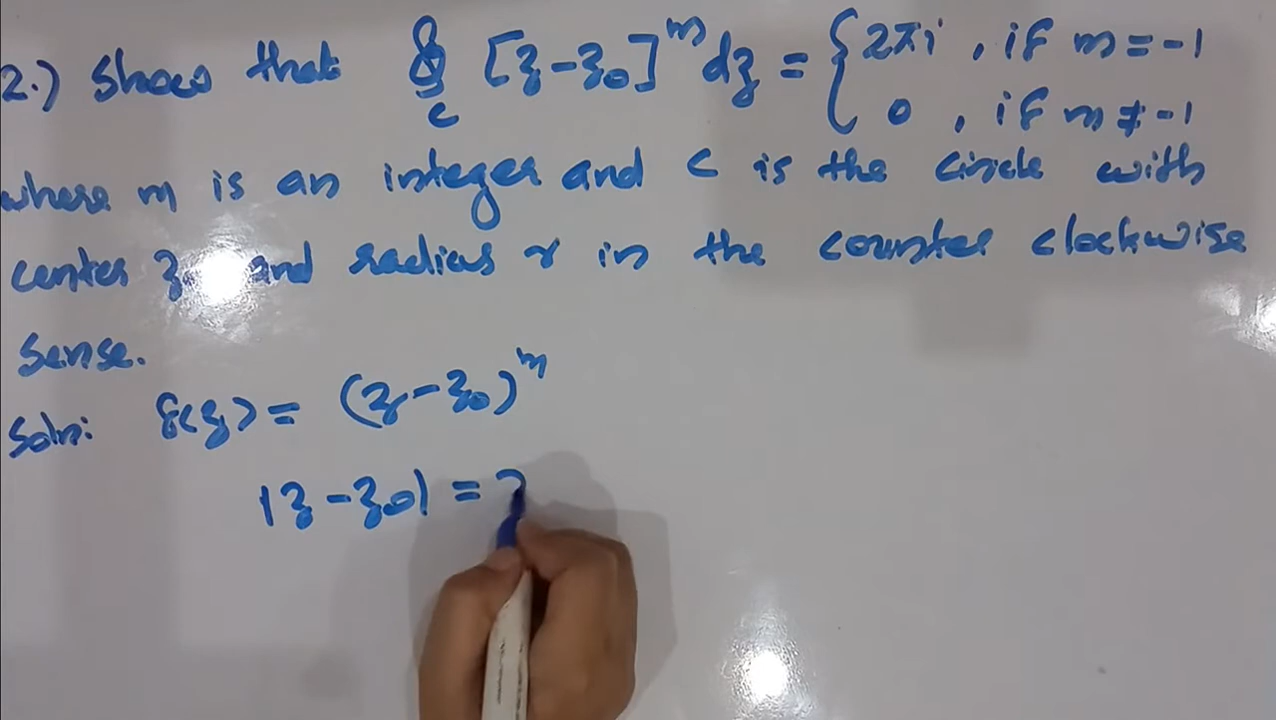 2.) Show that ∮_C [z-z₀]^m dz = { 2πi , if m = -1
0 , if m ≠ -1
where m is an integer and C is the circle with
center z₀ and radius r in the counter clockwise
sense.
Soln: f(z) = (z-z₀)^m
|z-z₀| =